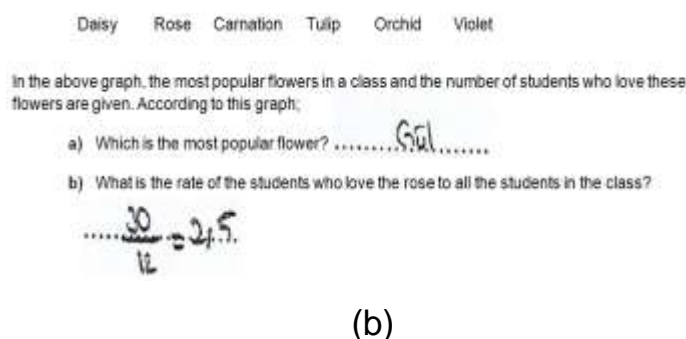 Daisy Rose Carnation Tulip Orchid Violet
In the above graph, the most popular flowers in a class and the number of students who love these
flowers are given. According to this graph;
a) Which is the most popular flower? ......... Gül .......
b) What is the rate of the students who love the rose to all the students in the class?
..... 30/12 = 2,5.
(b)